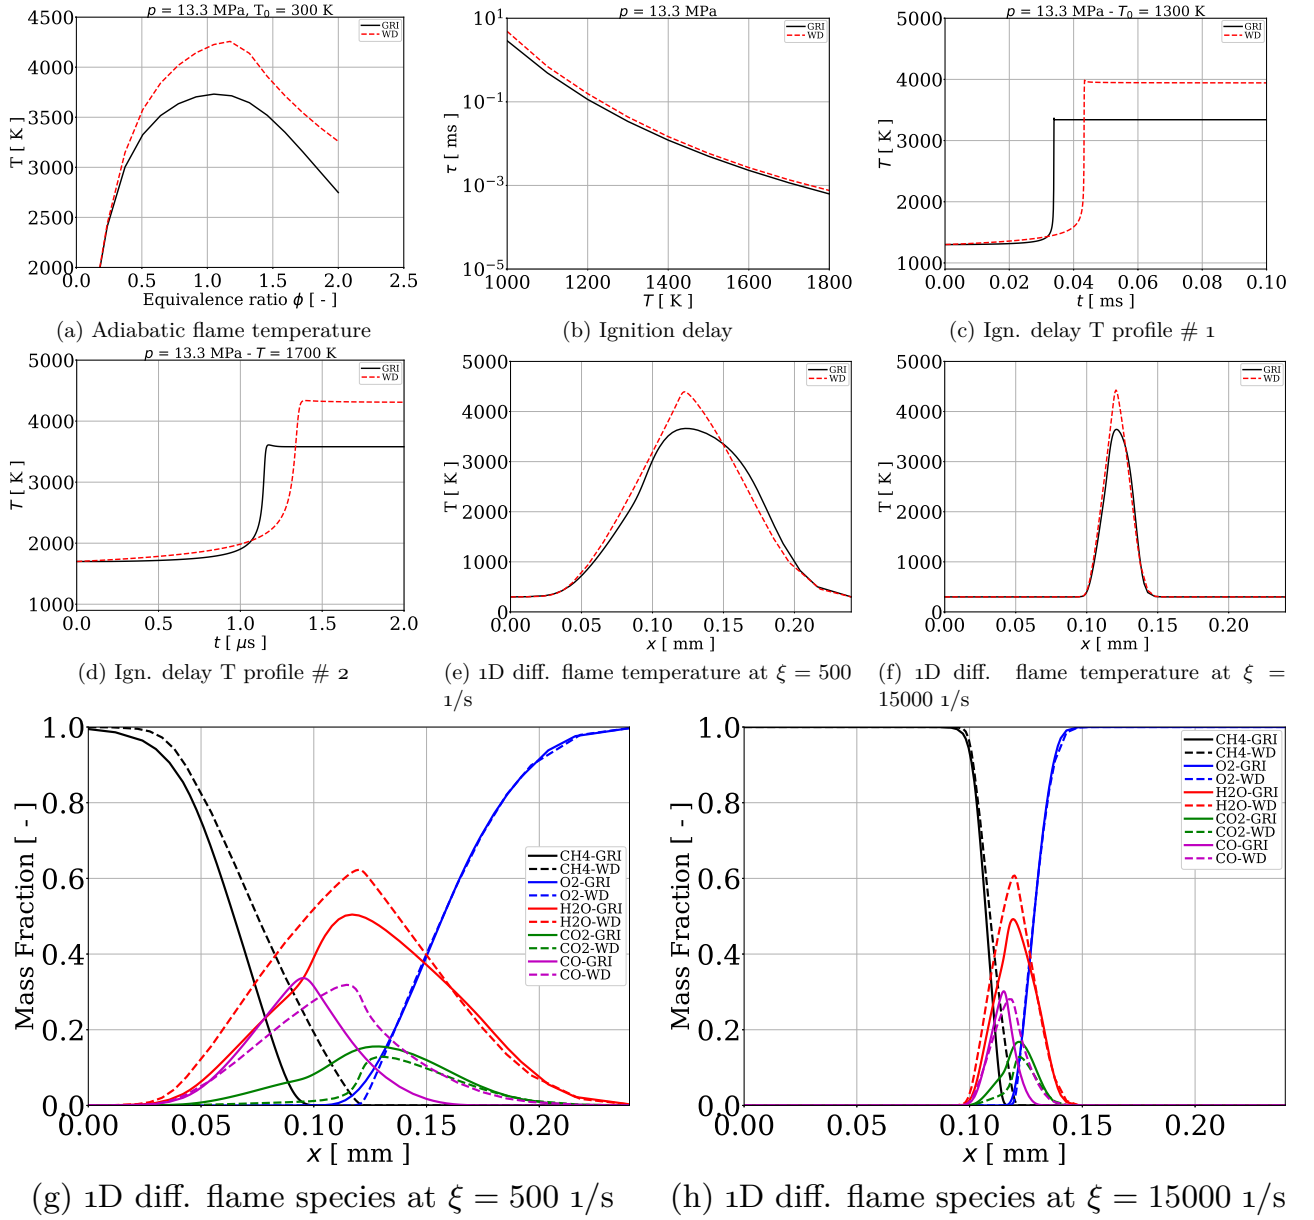 p = 13.3 MPa, T0 = 300 K
4500
4000
3500
3000
2500
2000
T [ K ]
0.0 0.5 1.0 1.5 2.0 2.5
Equivalence ratio ϕ [ - ]
GRI
WD
(a) Adiabatic flame temperature
p = 13.3 MPa
10^1
10^−1
10^−3
10^−5
τ [ ms ]
1000 1200 1400 1600 1800
T [ K ]
GRI
WD
(b) Ignition delay
p = 13.3 MPa - T0 = 1300 K
5000
4000
3000
2000
1000
T [ K ]
0.00 0.02 0.04 0.06 0.08 0.10
t [ ms ]
GRI
WD
(c) Ign. delay T profile # 1
p = 13.3 MPa - T = 1700 K
5000
4000
3000
2000
1000
T [ K ]
0.0 0.5 1.0 1.5 2.0
t [ μs ]
GRI
WD
(d) Ign. delay T profile # 2
5000
4000
3000
2000
1000
0
T [ K ]
0.00 0.05 0.10 0.15 0.20
x [ mm ]
GRI
WD
(e) 1D diff. flame temperature at ξ = 500
1/s
5000
4000
3000
2000
1000
0
T [ K ]
0.00 0.05 0.10 0.15 0.20
x [ mm ]
GRI
WD
(f) 1D diff. flame temperature at ξ =
15000 1/s
1.0
0.8
0.6
0.4
0.2
0.0
Mass Fraction [ - ]
0.00 0.05 0.10 0.15 0.20
x [ mm ]
CH4-GRI
CH4-WD
O2-GRI
O2-WD
H2O-GRI
H2O-WD
CO2-GRI
CO2-WD
CO-GRI
CO-WD
(g) 1D diff. flame species at ξ = 500 1/s
1.0
0.8
0.6
0.4
0.2
0.0
Mass Fraction [ - ]
0.00 0.05 0.10 0.15 0.20
x [ mm ]
CH4-GRI
CH4-WD
O2-GRI
O2-WD
H2O-GRI
H2O-WD
CO2-GRI
CO2-WD
CO-GRI
CO-WD
(h) 1D diff. flame species at ξ = 15000 1/s